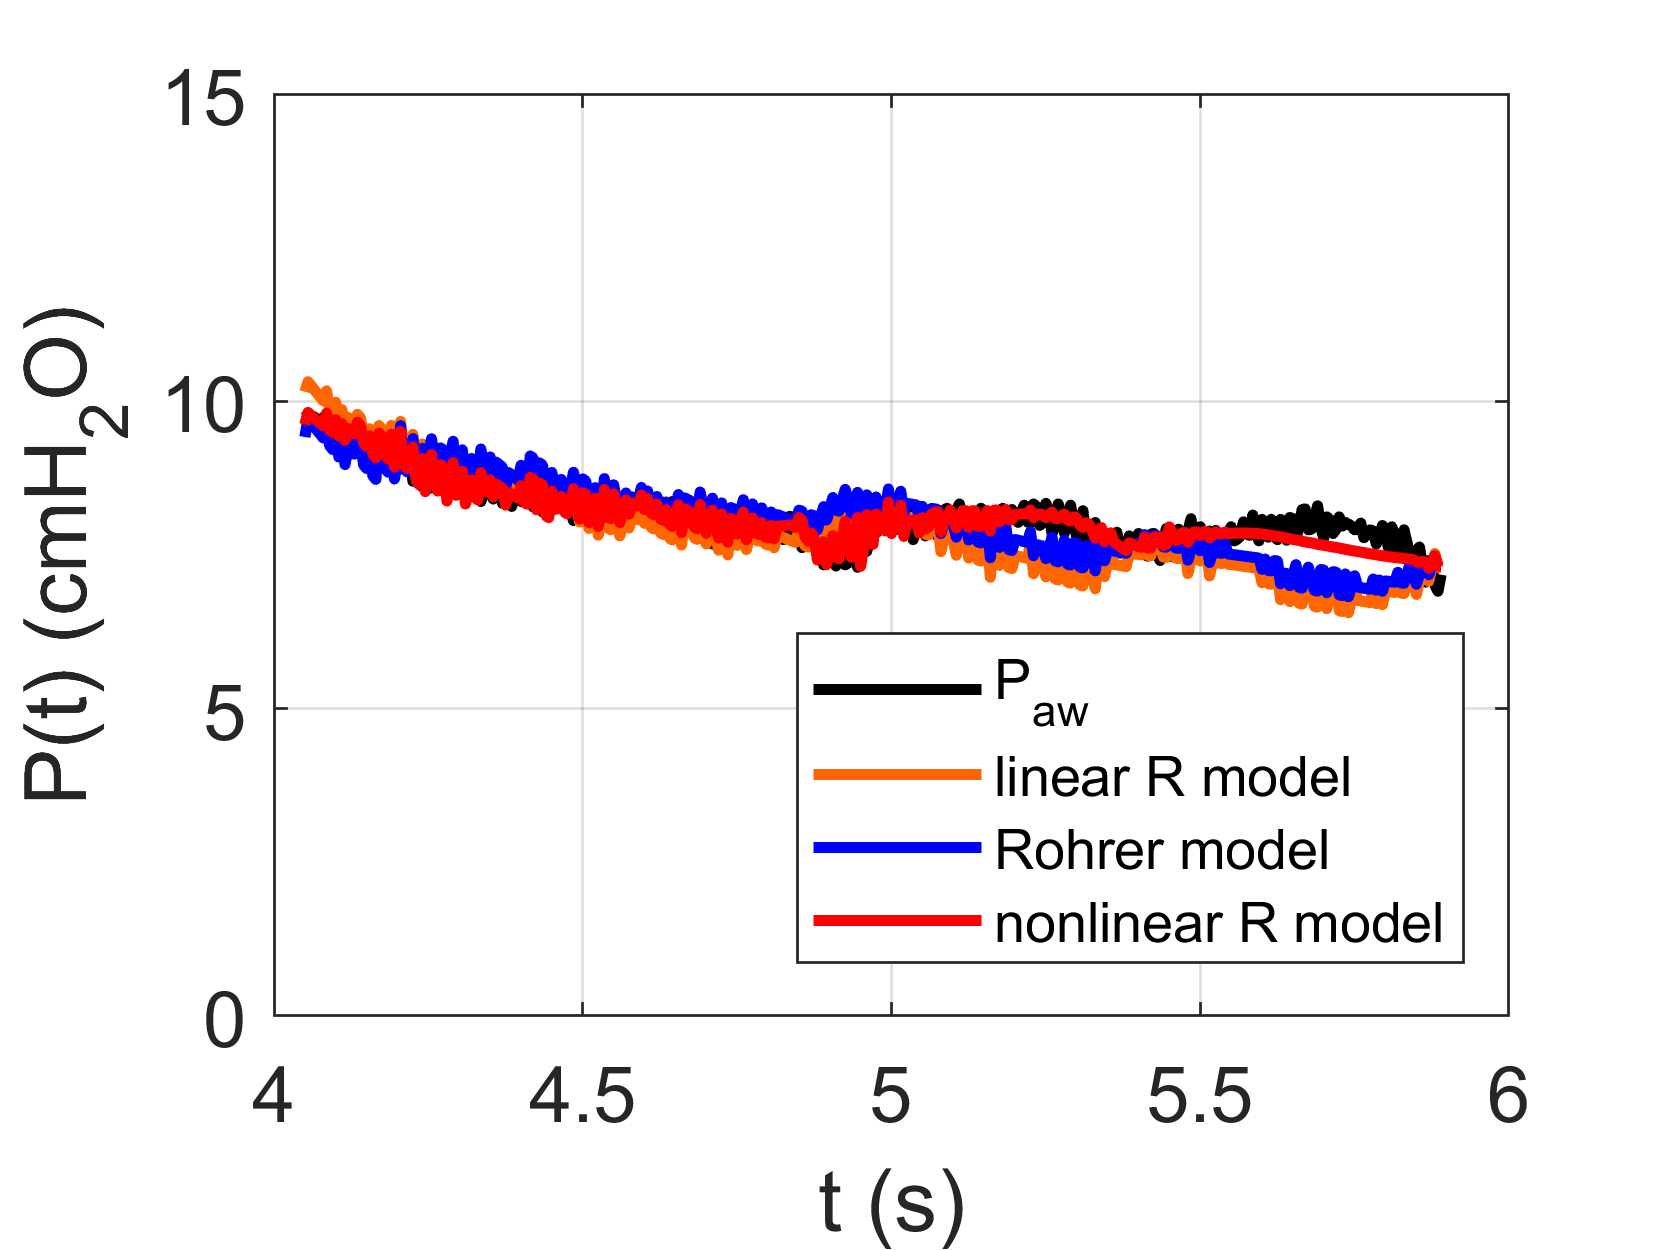 15
10
5
0
P(t) (cmH2O)
Paw
linear R model
Rohrer model
nonlinear R model
4 4.5 5 5.5 6
t (s)